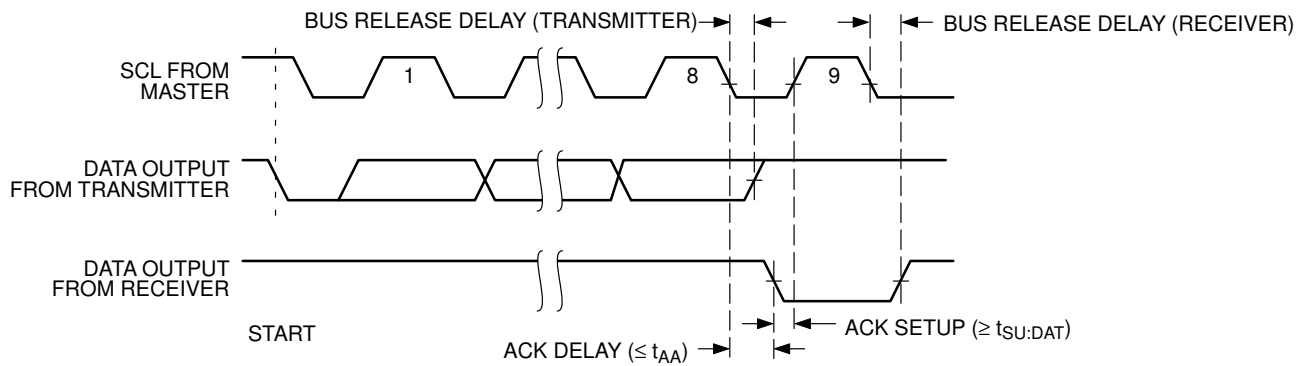 BUS RELEASE DELAY (TRANSMITTER)
BUS RELEASE DELAY (RECEIVER)
SCL FROM
MASTER
1
8
9
DATA OUTPUT
FROM TRANSMITTER
DATA OUTPUT
FROM RECEIVER
START
ACK SETUP (≥ tSU:DAT)
ACK DELAY (≤ tAA)